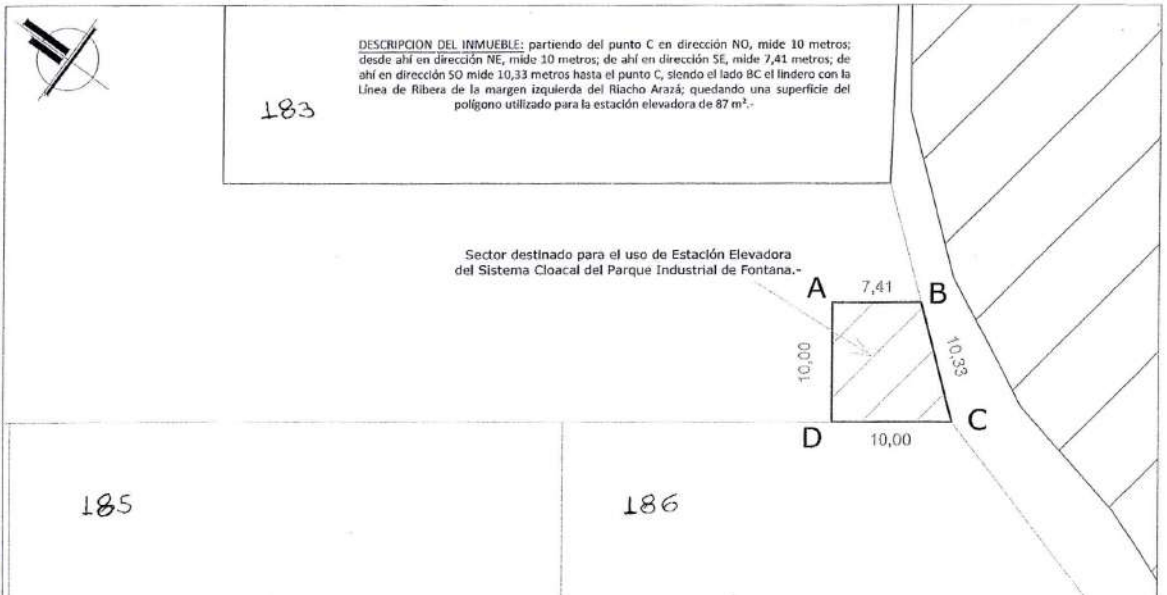 DESCRIPCION DEL INMUEBLE: partiendo del punto C en dirección NO, mide 10 metros;
desde ahí en dirección NE, mide 10 metros; de ahí en dirección SE, mide 7,41 metros; de
ahí en dirección SO mide 10,33 metros hasta el punto C, siendo el lado BC el lindero con la
Línea de Ribera de la margen izquierda del Riacho Arazá; quedando una superficie del
polígono utilizado para la estación elevadora de 87 m².-
183
Sector destinado para el uso de Estación Elevadora
del Sistema Cloacal del Parque Industrial de Fontana.-
A
7,41
B
10,00
10,33
D
10,00
C
185
186